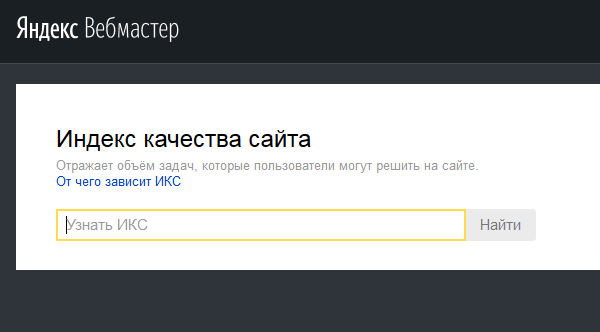 Яндекс Вебмастер
Индекс качества сайта
Отражает объём задач, которые пользователи могут решить на сайте.
От чего зависит ИКС
Узнать ИКС Найти